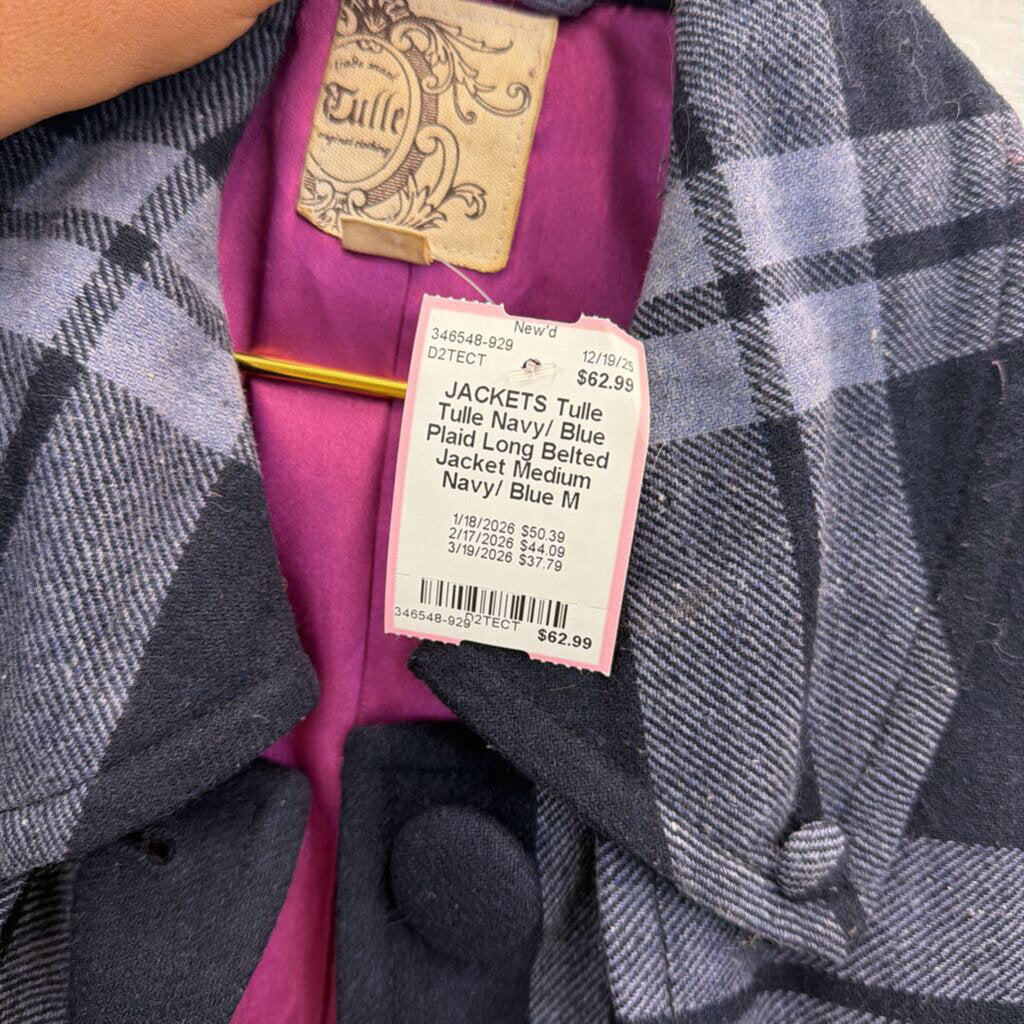 trade mark
Tulle
original clothing
New'd
346548-929
12/19/25
D2TECT
$62.99
JACKETS Tulle
Tulle Navy/ Blue
Plaid Long Belted
Jacket Medium
Navy/ Blue M
1/18/2026 $50.39
2/17/2026 $44.09
3/19/2026 $37.79
346548-929
D2TECT
$62.99